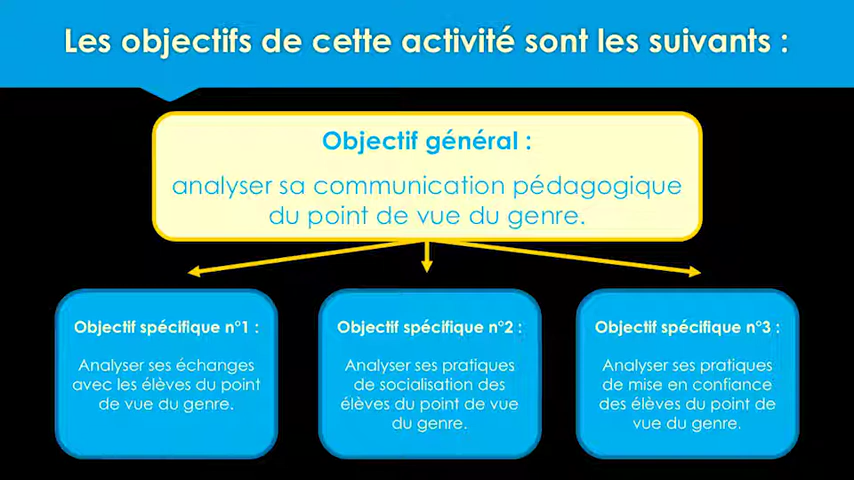 Les objectifs de cette activité sont les suivants :
Objectif général :
analyser sa communication pédagogique
du point de vue du genre.
Objectif spécifique n°1 :
Analyser ses échanges
avec les élèves du point
de vue du genre.
Objectif spécifique n°2 :
Analyser ses pratiques
de socialisation des
élèves du point de vue
du genre.
Objectif spécifique n°3 :
Analyser ses pratiques
de mise en confiance
des élèves du point de
vue du genre.